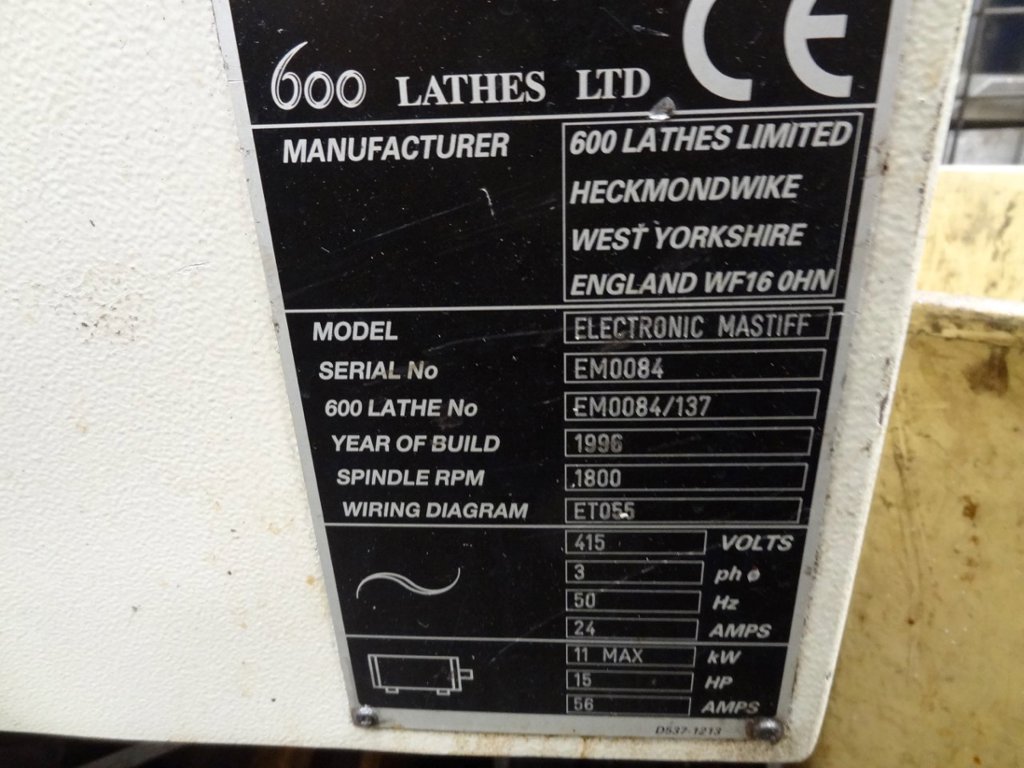 CE
600 LATHES LTD
MANUFACTURER
600 LATHES LIMITED
HECKMONDWIKE
WEST YORKSHIRE
ENGLAND WF16 0HN
MODEL ELECTRONIC MASTIFF
SERIAL No EM0084
600 LATHE No EM0084/137
YEAR OF BUILD 1996
SPINDLE RPM 1800
WIRING DIAGRAM ET055
415 VOLTS
3 ph ø
50 Hz
24 AMPS
11 MAX kW
15 HP
56 AMPS
D537-1213